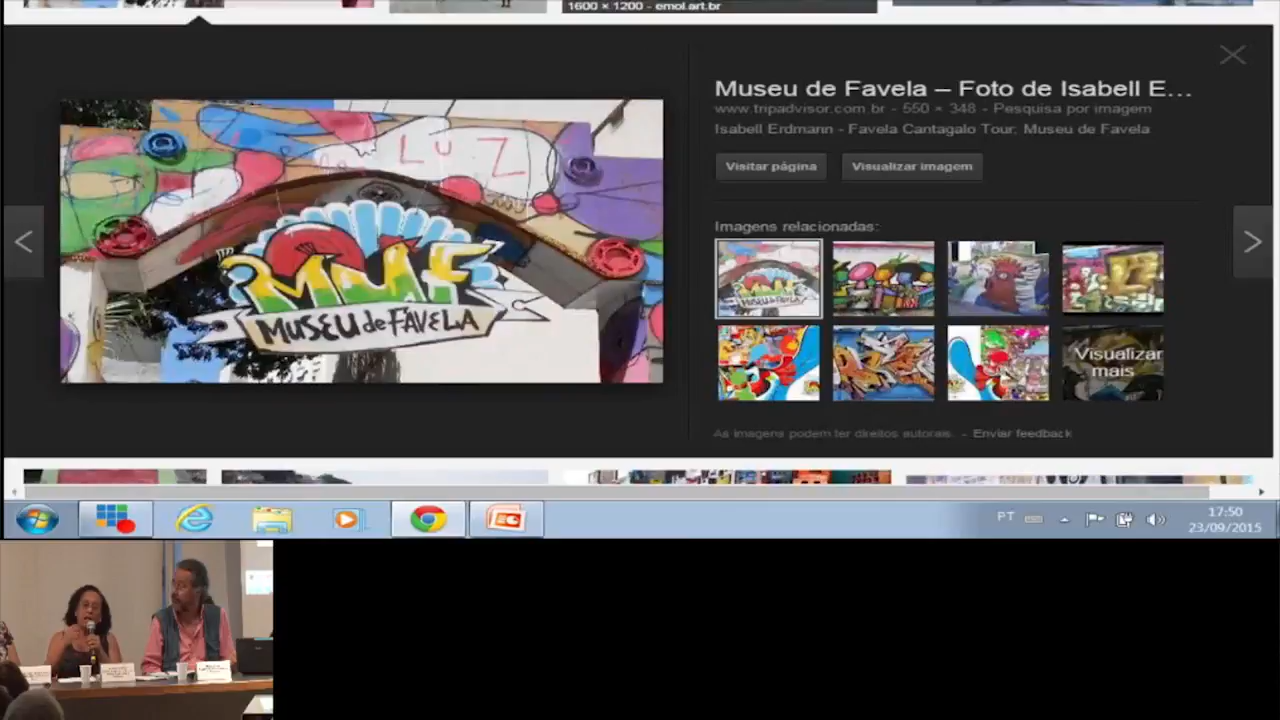 1600 × 1200 - emol.art.br
Museu de Favela – Foto de Isabell E...
www.tripadvisor.com.br - 550 × 348 - Pesquisa por imagem
Isabell Erdmann - Favela Cantagalo Tour, Museu de Favela
Visitar página
Visualizar imagem
LUZ
MUF
MUSEU de FAVELA
Imagens relacionadas:
Visualizar
mais
As imagens podem ter direitos autorais. - Enviar feedback
PT
17:50
23/09/2015